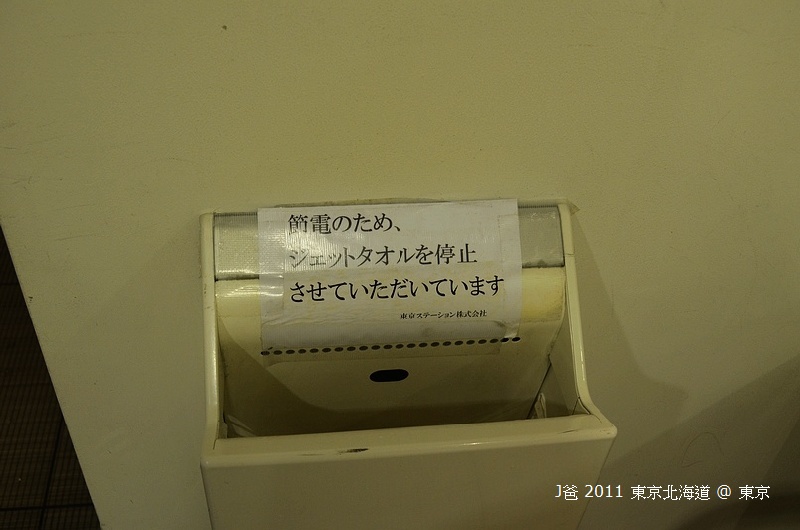 節電のため、
ジェットタオルを停止
させていただいています
東京ステーション株式会社
J爸 2011 東京北海道 @ 東京